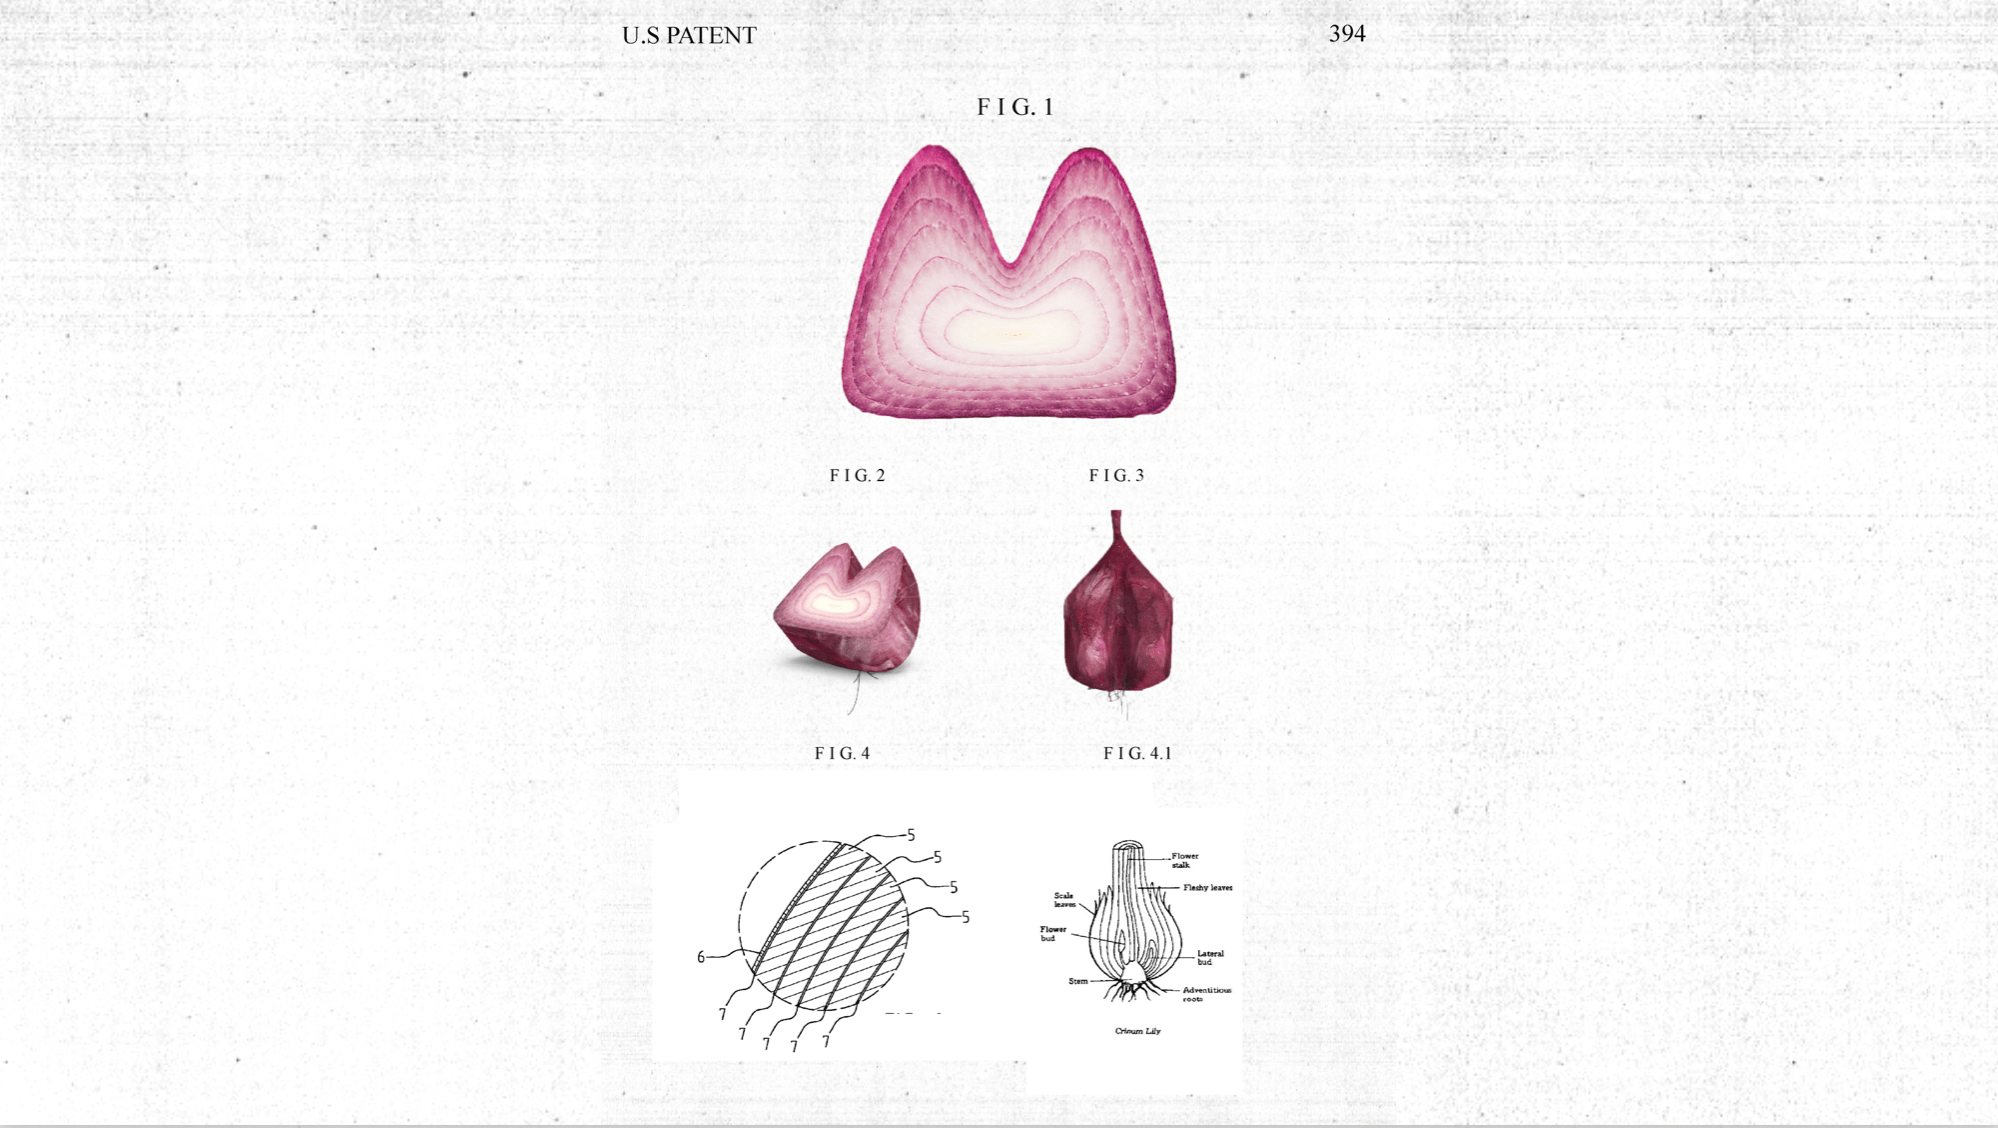 U.S PATENT
394
F I G. 1
F I G. 2
F I G. 3
F I G. 4
F I G. 4.1
5
5
5
5
6
7
7
7
7
7
Flower
stalk
Fleshy leaves
Scale
leaves
Flower
bud
Lateral
bud
Stem
Adventitious
roots
Crinum Lily